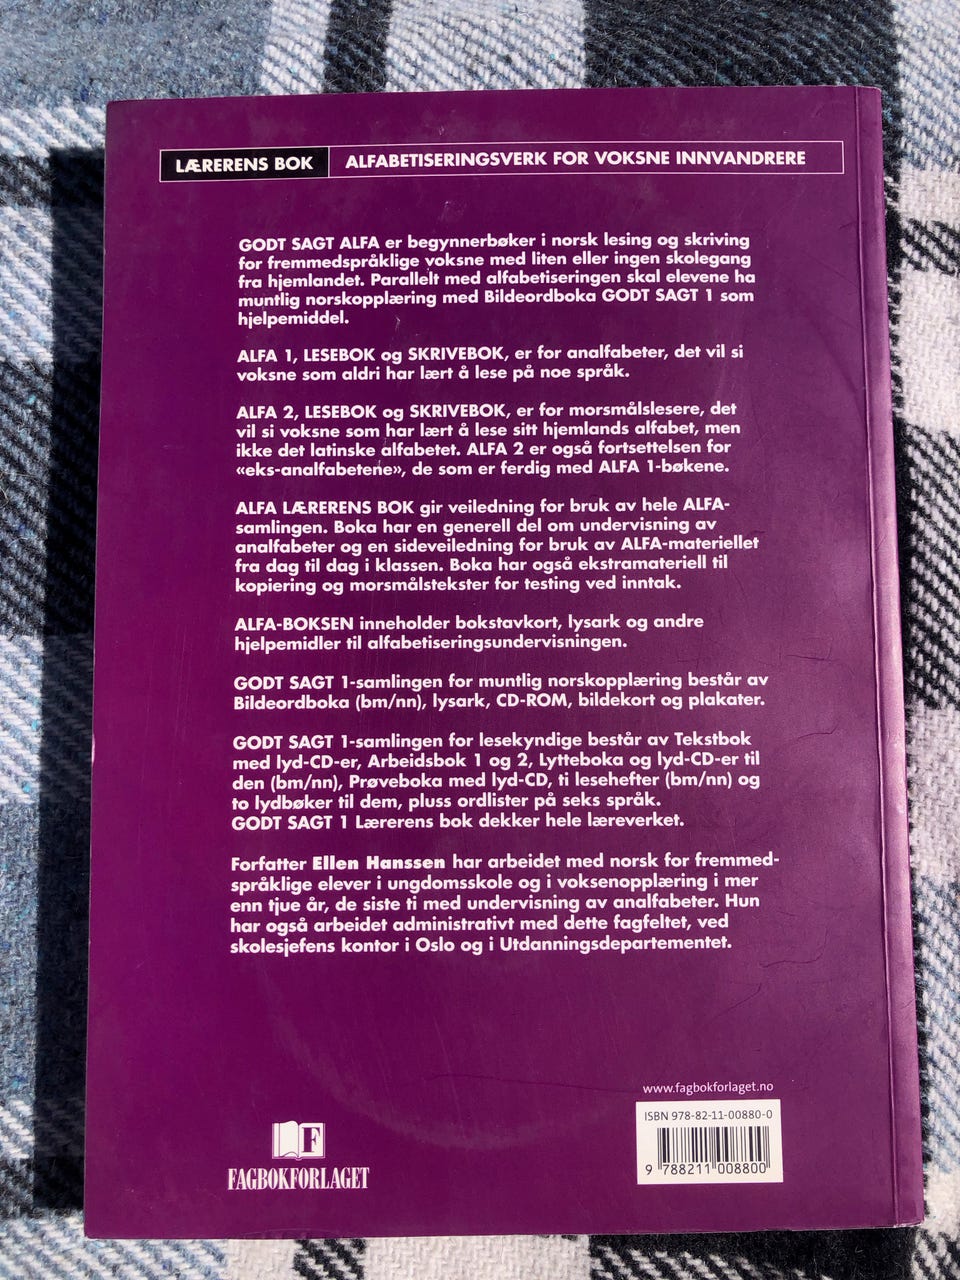 LÆRERENS BOK ALFABETISERINGSVERK FOR VOKSNE INNVANDRERE
GODT SAGT ALFA er begynnerbøker i norsk lesing og skriving
for fremmedspråklige voksne med liten eller ingen skolegang
fra hjemlandet. Parallelt med alfabetiseringen skal elevene ha
muntlig norskopplæring med Bildeordboka GODT SAGT 1 som
hjelpemiddel.
ALFA 1, LESEBOK og SKRIVEBOK, er for analfabeter, det vil si
voksne som aldri har lært å lese på noe språk.
ALFA 2, LESEBOK og SKRIVEBOK, er for morsmålslesere, det
vil si voksne som har lært å lese sitt hjemlands alfabet, men
ikke det latinske alfabetet. ALFA 2 er også fortsettelsen for
«eks-analfabetene», de som er ferdig med ALFA 1-bøkene.
ALFA LÆRERENS BOK gir veiledning for bruk av hele ALFA-
samlingen. Boka har en generell del om undervisning av
analfabeter og en sideveiledning for bruk av ALFA-materiellet
fra dag til dag i klassen. Boka har også ekstramateriell til
kopiering og morsmålstekster for testing ved inntak.
ALFA-BOKSEN inneholder bokstavkort, lysark og andre
hjelpemidler til alfabetiseringsundervisningen.
GODT SAGT 1-samlingen for muntlig norskopplæring består av
Bildeordboka (bm/nn), lysark, CD-ROM, bildekort og plakater.
GODT SAGT 1-samlingen for lesekyndige består av Tekstbok
med lyd-CD-er, Arbeidsbok 1 og 2, Lytteboka og lyd-CD-er til
den (bm/nn), Prøveboka med lyd-CD, ti lesehefter (bm/nn) og
to lydbøker til dem, pluss ordlister på seks språk.
GODT SAGT 1 Lærerens bok dekker hele læreverket.
Forfatter Ellen Hanssen har arbeidet med norsk for fremmed-
språklige elever i ungdomsskole og i voksenopplæring i mer
enn tjue år, de siste ti med undervisning av analfabeter. Hun
har også arbeidet administrativt med dette fagfeltet, ved
skolesjefens kontor i Oslo og i Utdanningsdepartementet.
www.fagbokforlaget.no
ISBN 978-82-11-00880-0
9 788211 008800
F
FAGBOKFORLAGET